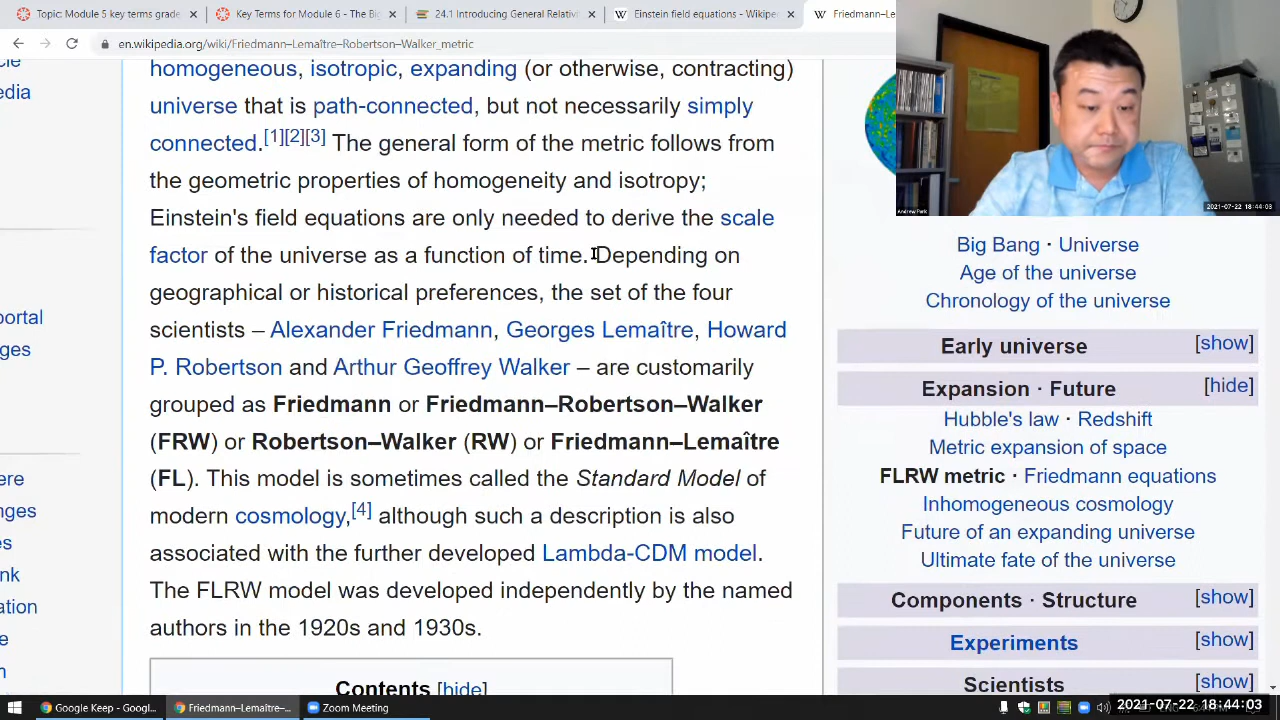 Topic: Module 5 key terms acade
Key Terms for Module 6 - The Bi
24.1 Introducing General Relativi
Einstein field equations - Wikipe
Friedmann–Le
en.wikipedia.org/wiki/Friedmann–Lemaître–Robertson–Walker_metric
pedia
portal
ges
ere
nges
es
nk
ation
e
homogeneous, isotropic, expanding (or otherwise, contracting)
universe that is path-connected, but not necessarily simply
connected.[1][2][3] The general form of the metric follows from
the geometric properties of homogeneity and isotropy;
Einstein's field equations are only needed to derive the scale
factor of the universe as a function of time. Depending on
geographical or historical preferences, the set of the four
scientists – Alexander Friedmann, Georges Lemaître, Howard
P. Robertson and Arthur Geoffrey Walker – are customarily
grouped as Friedmann or Friedmann–Robertson–Walker
(FRW) or Robertson–Walker (RW) or Friedmann–Lemaître
(FL). This model is sometimes called the Standard Model of
modern cosmology,[4] although such a description is also
associated with the further developed Lambda-CDM model.
The FLRW model was developed independently by the named
authors in the 1920s and 1930s.
Contents [hide]
Andrew Park
2021-07-22 18:44:03
Big Bang · Universe
Age of the universe
Chronology of the universe
Early universe [show]
Expansion · Future [hide]
Hubble's law · Redshift
Metric expansion of space
FLRW metric · Friedmann equations
Inhomogeneous cosmology
Future of an expanding universe
Ultimate fate of the universe
Components · Structure [show]
Experiments [show]
Scientists [show]
Google Keep - Googl...
Friedmann–Lemaître–...
Zoom Meeting
2021-07-22 18:44:03